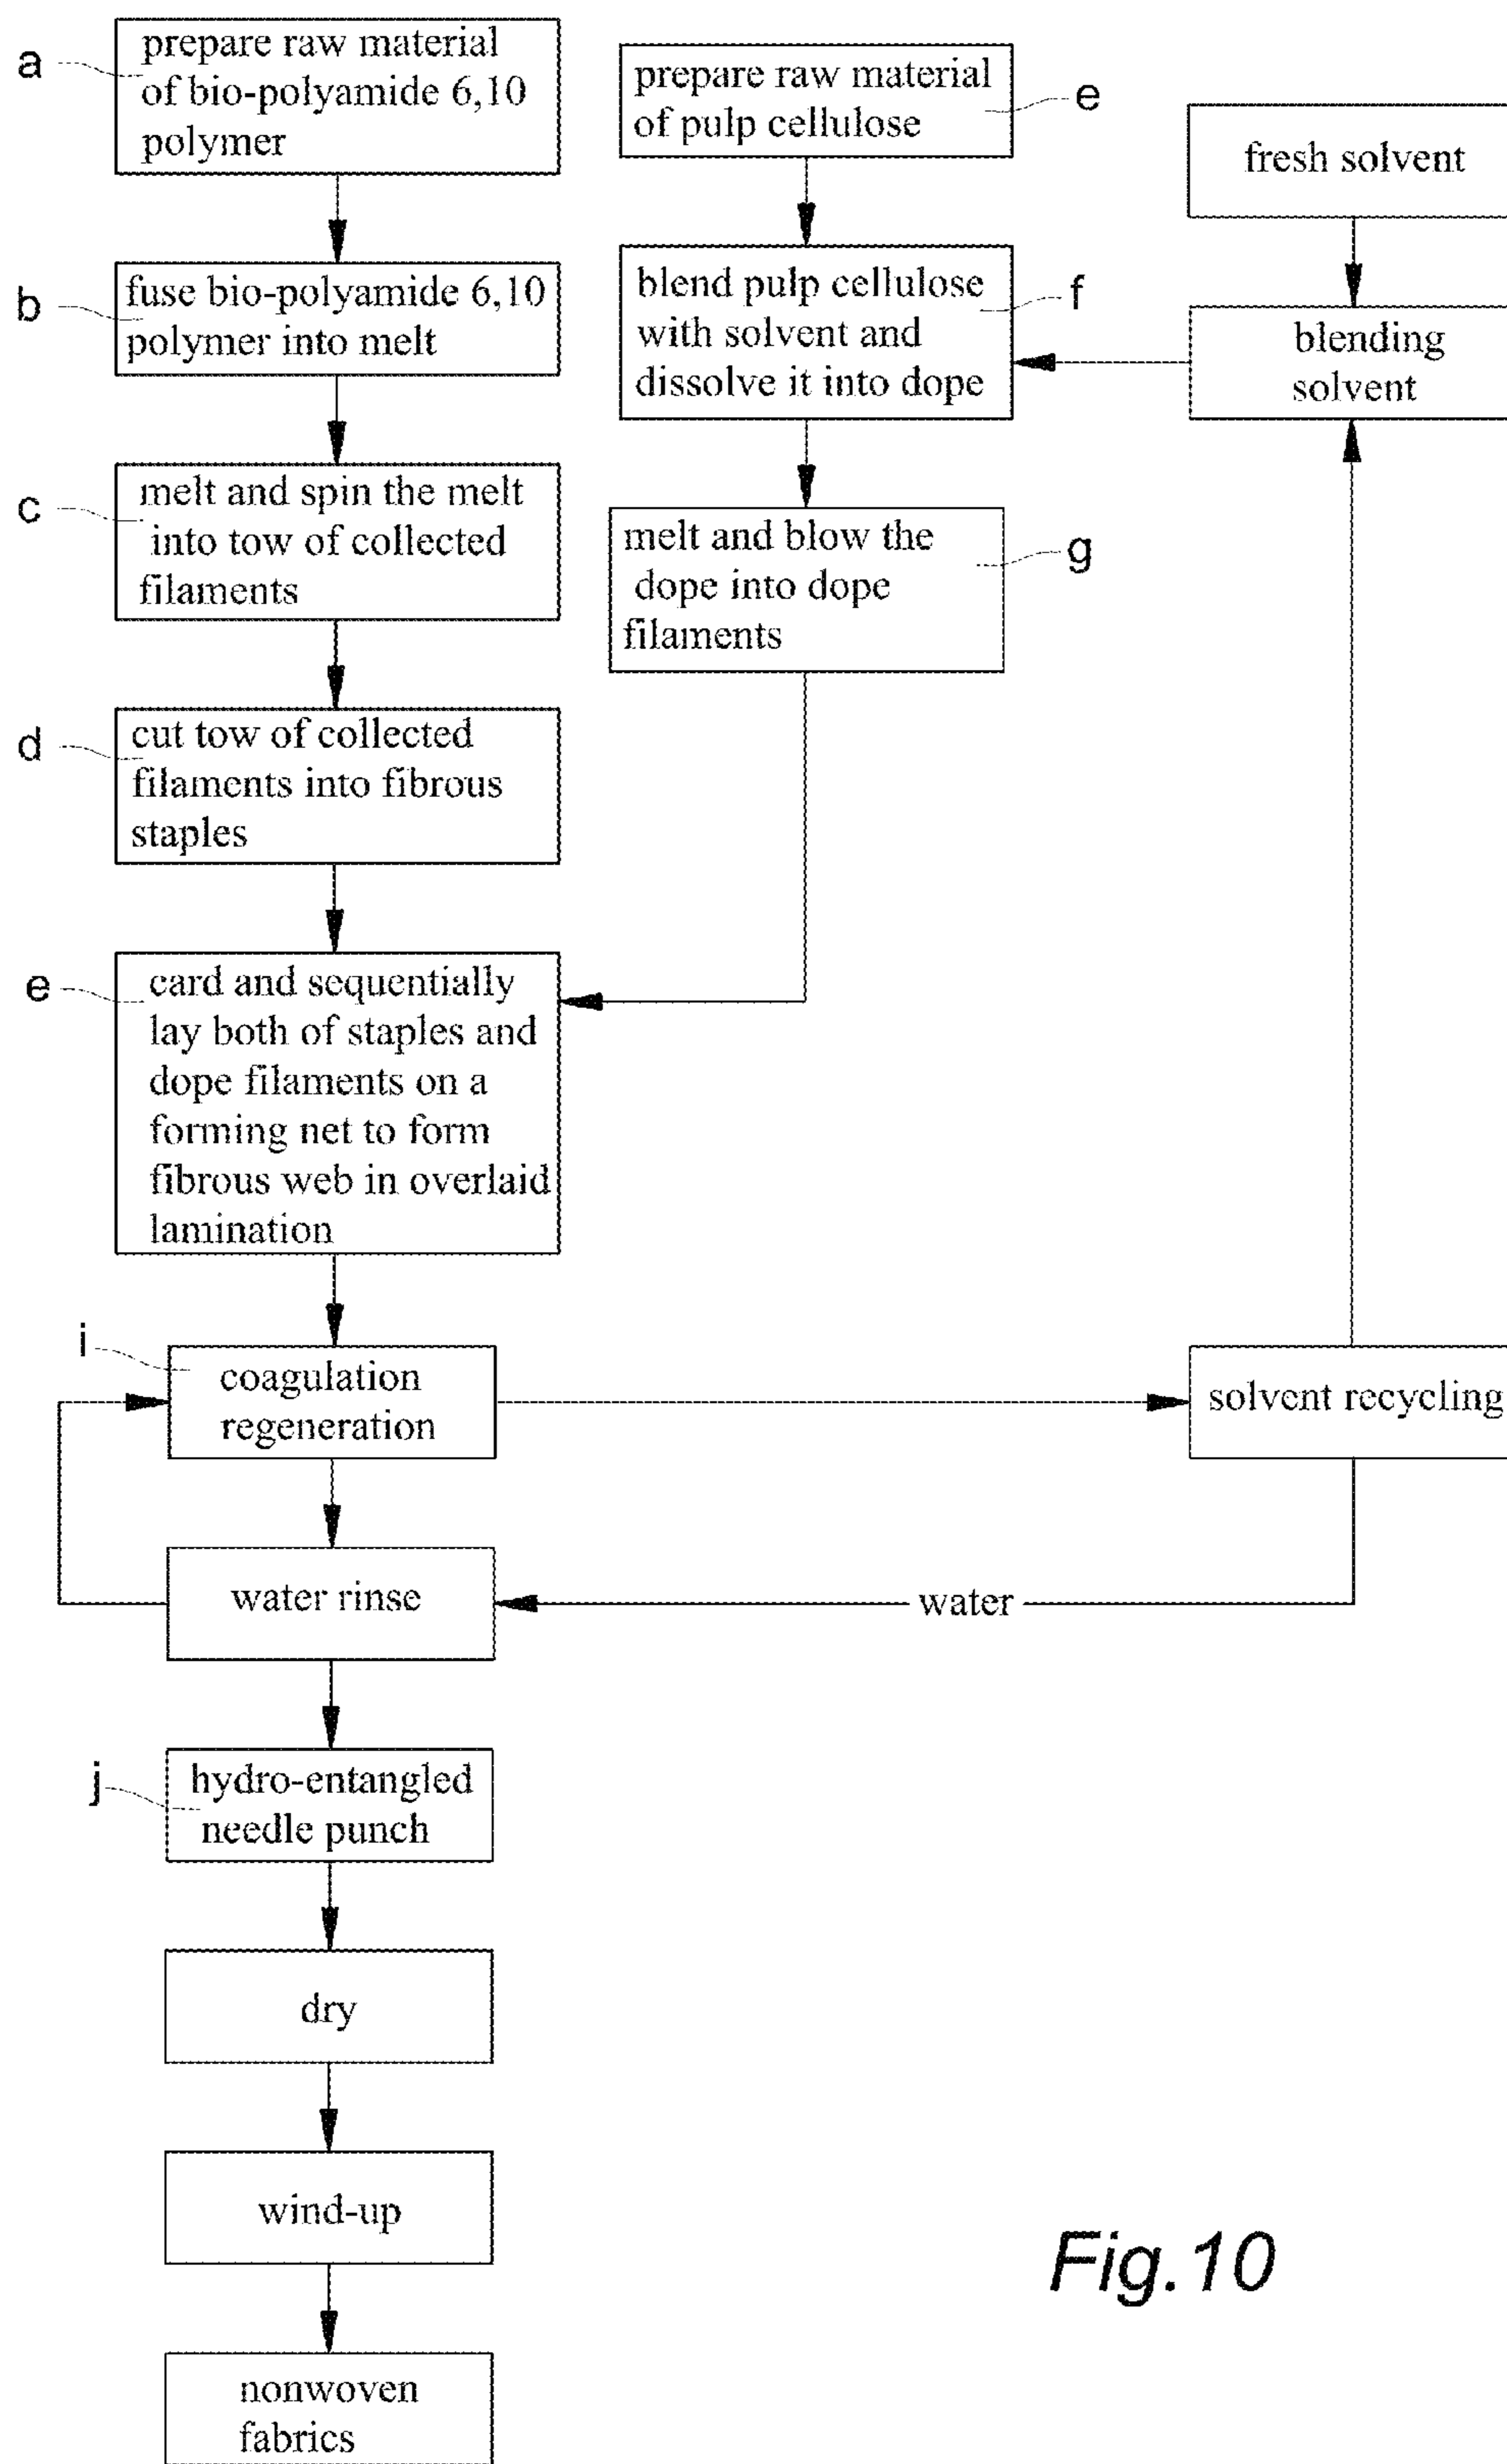 a
prepare raw material
of bio-polyamide 6,10
polymer
b
fuse bio-polyamide 6,10
polymer into melt
c
melt and spin the melt
into tow of collected
filaments
d
cut tow of collected
filaments into fibrous
staples
e
card and sequentially
lay both of staples and
dope filaments on a
forming net to form
fibrous web in overlaid
lamination
prepare raw material
of pulp cellulose
e
blend pulp cellulose
with solvent and
dissolve it into dope
f
melt and blow the
dope into dope
filaments
g
fresh solvent
blending
solvent
i
coagulation
regeneration
solvent recycling
water rinse
water
j
hydro-entangled
needle punch
dry
wind-up
nonwoven
fabrics
Fig.10